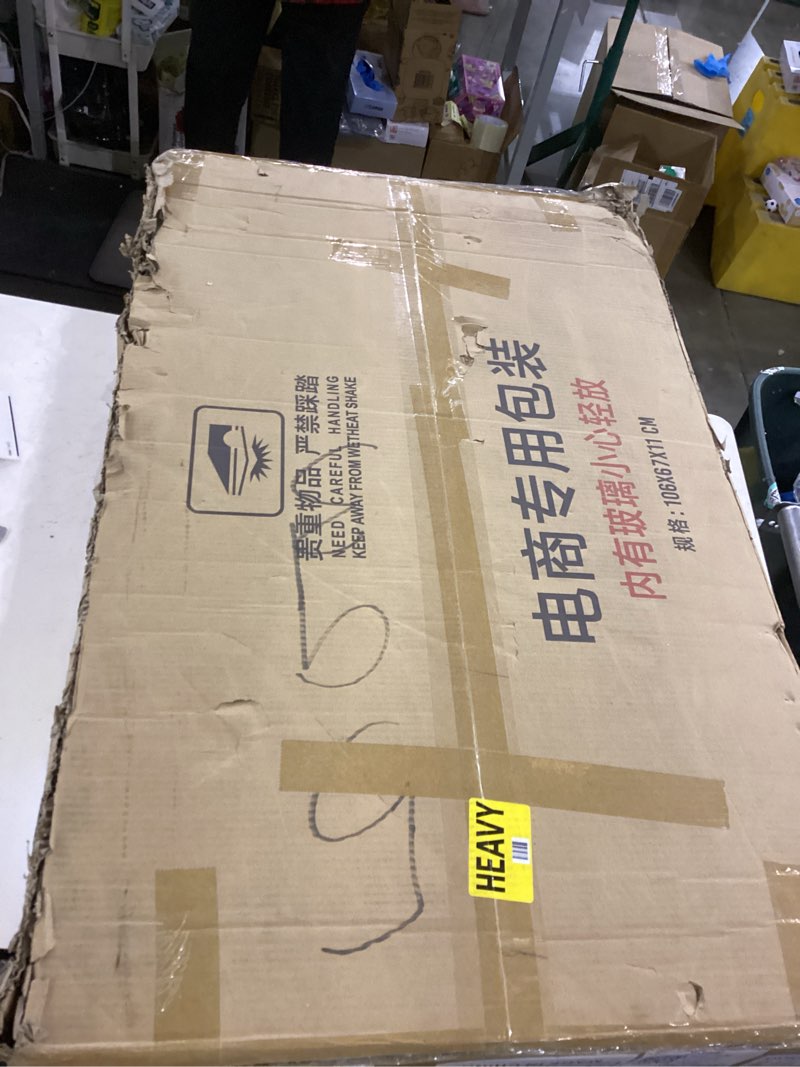 贵重物品 严禁踩踏
NEED CAREFUL HANDLING
KEEP AWAY FROM WETHEAT SHAKE
电商专用包装
内有玻璃小心轻放
规格：106X67X11 CM
HEAVY